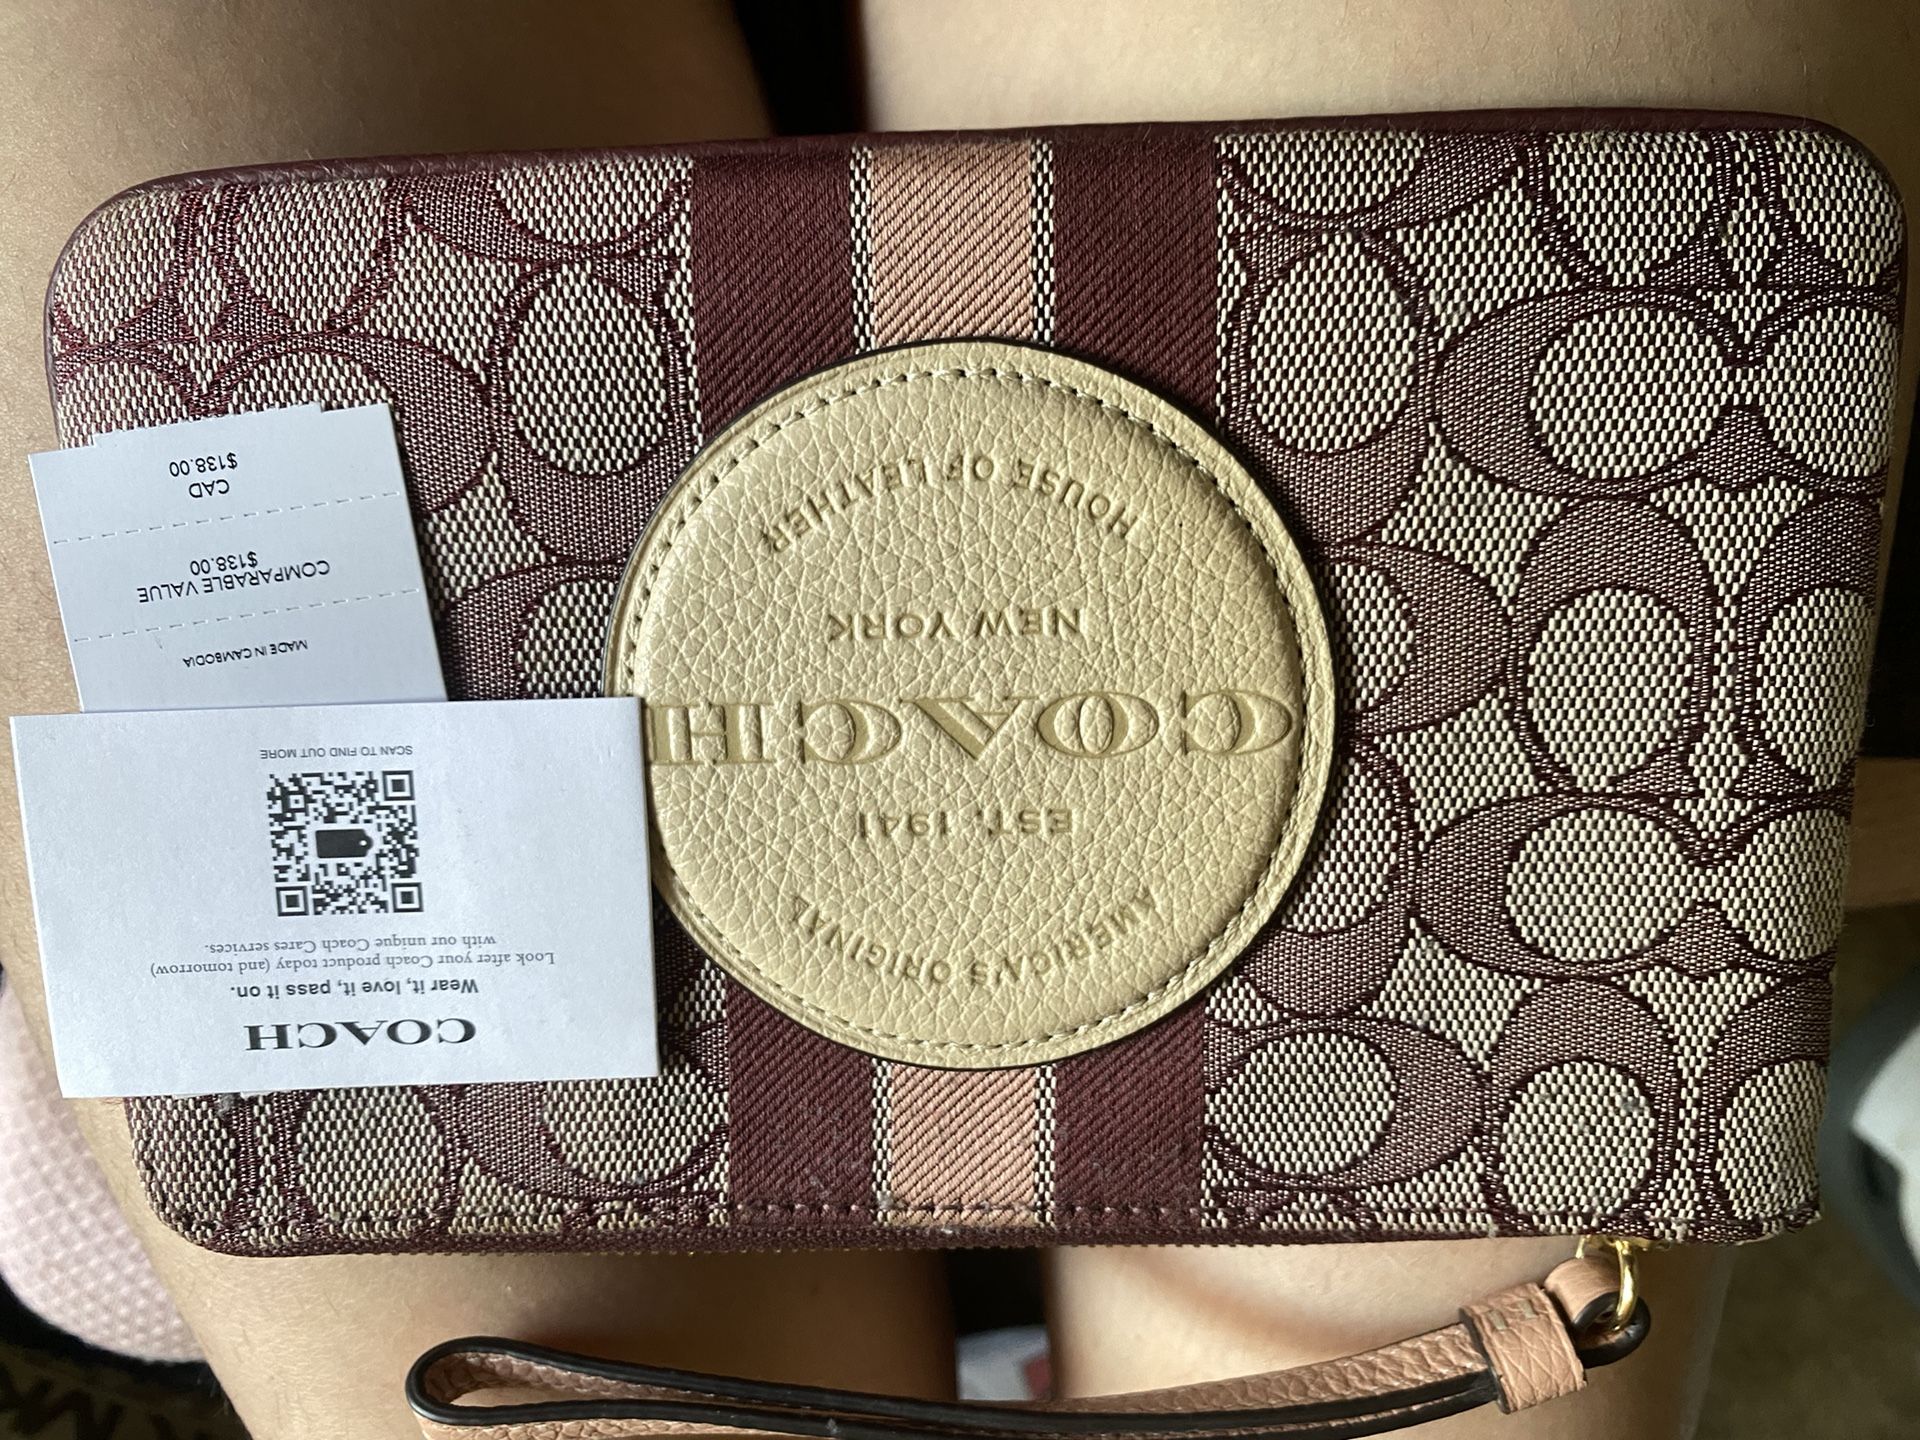 AMERICA'S ORIGINAL
EST. 1941
COACH
NEW YORK
HOUSE OF LEATHER
COACH
Wear it, love it, pass it on.
Look after your Coach product today (and tomorrow)
with our unique Coach Cares services.
SCAN TO FIND OUT MORE
MADE IN CAMBODIA
COMPARABLE VALUE
$138.00
CAD
$138.00